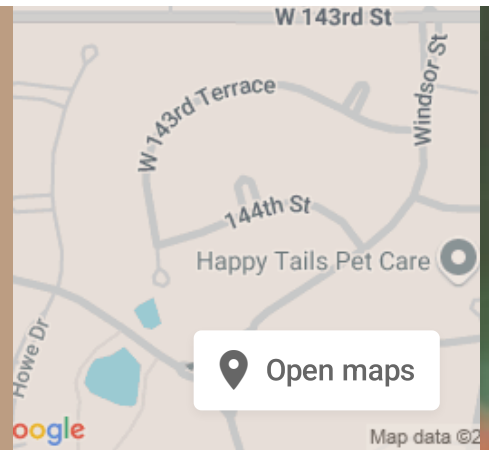 W 143rd St
Windsor St
W 143rd Terrace
144th St
Happy Tails Pet Care
Howe Dr
Open maps
oogle
Map data ©2